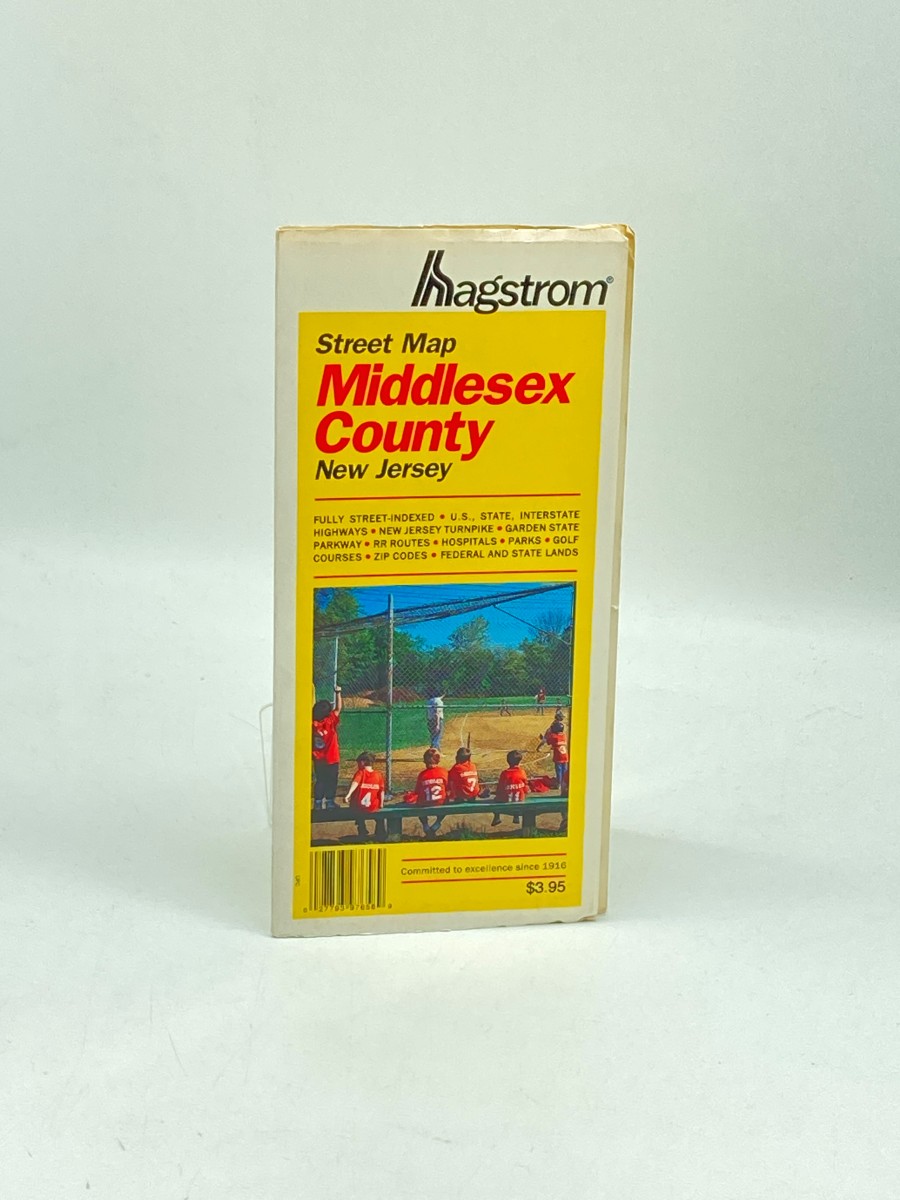 hagstrom®
Street Map
Middlesex
County
New Jersey
FULLY STREET-INDEXED • U.S., STATE, INTERSTATE
HIGHWAYS • NEW JERSEY TURNPIKE • GARDEN STATE
PARKWAY • RR ROUTES • HOSPITALS • PARKS • GOLF
COURSES • ZIP CODES • FEDERAL AND STATE LANDS
4
12
7
11
3
Committed to excellence since 1916
$3.95